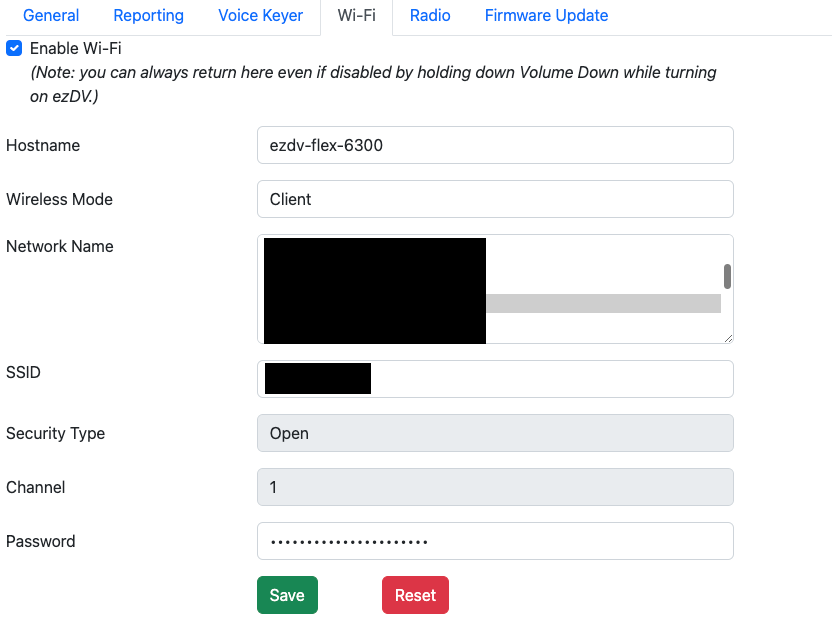 General Reporting Voice Keyer Wi-Fi Radio Firmware Update
Enable Wi-Fi
(Note: you can always return here even if disabled by holding down Volume Down while turning
on ezDV.)
Hostname ezdv-flex-6300
Wireless Mode Client
Network Name
SSID
Security Type Open
Channel 1
Password ••••••••••••••••••••••
Save Reset